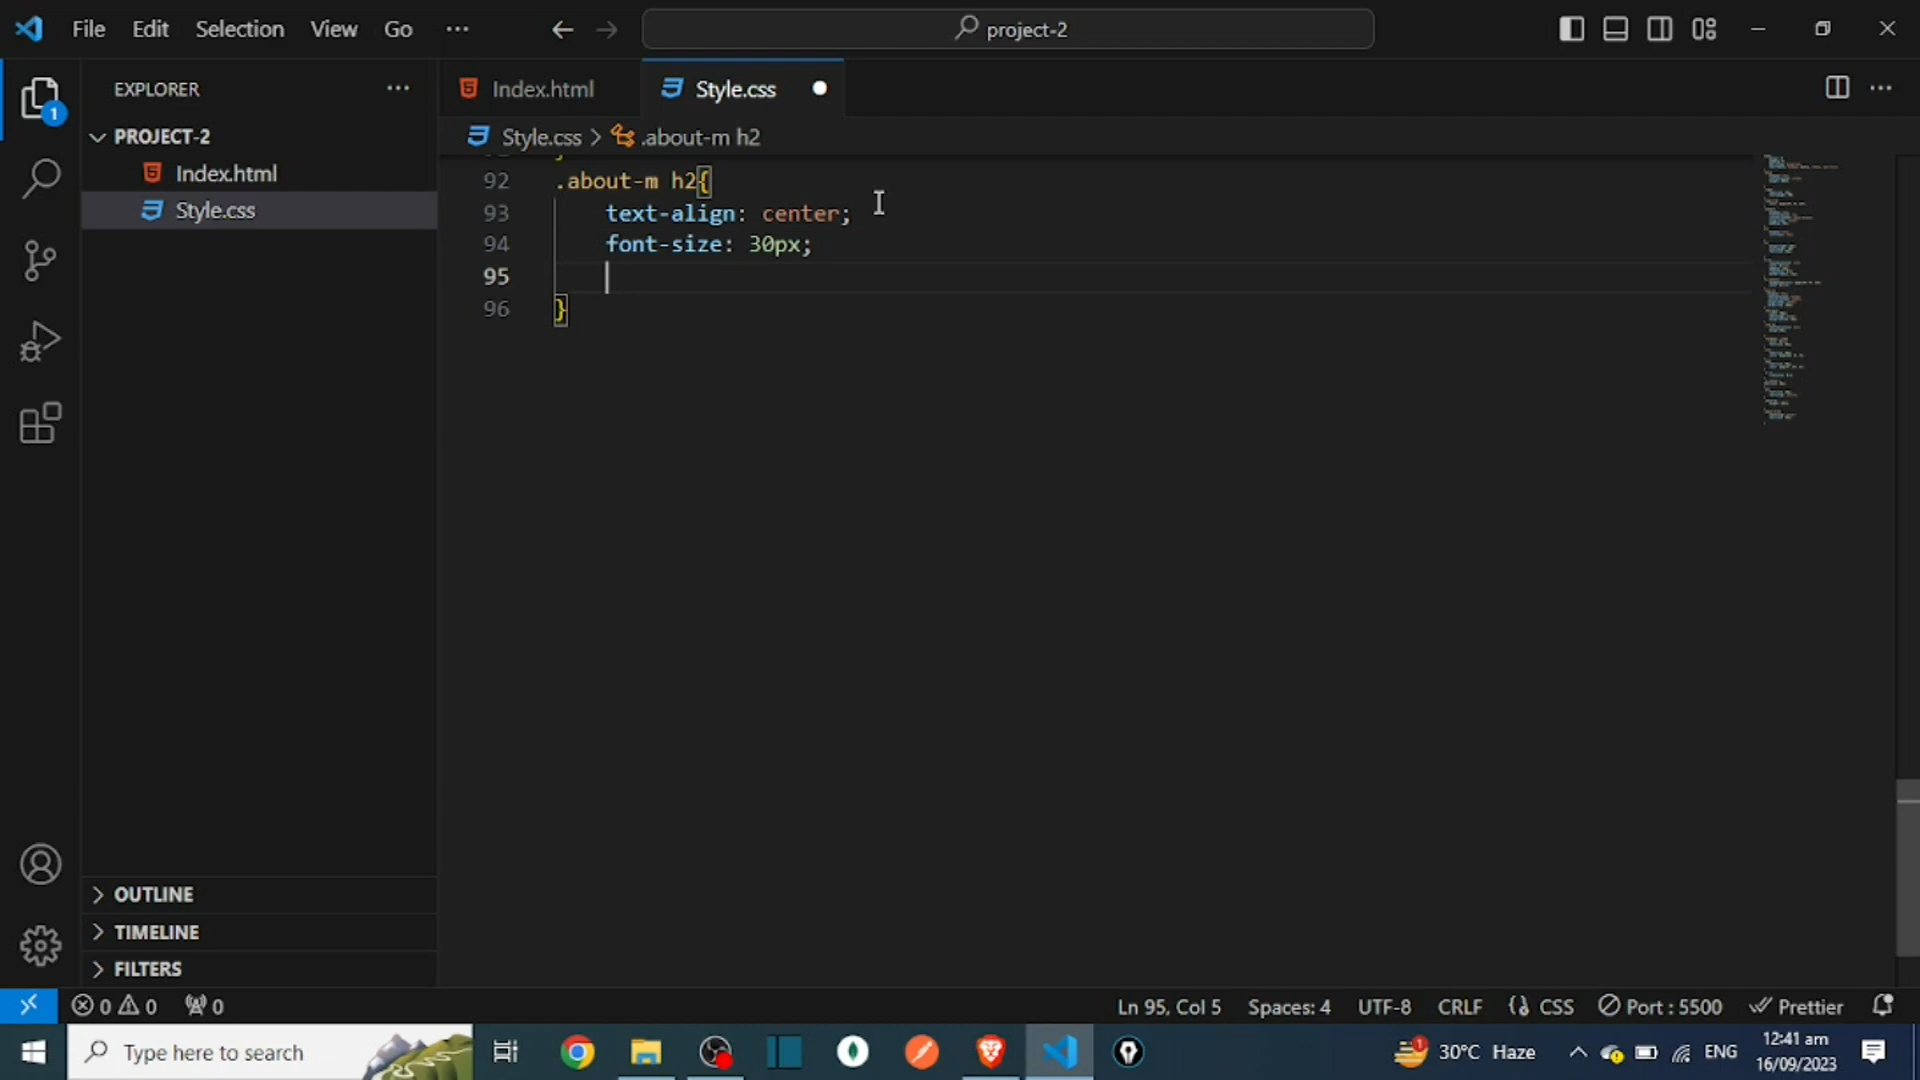 File Edit Selection View Go ··· project-2
EXPLORER ··· Index.html Style.css
PROJECT-2 Style.css > .about-m h2
Index.html
Style.css
92 .about-m h2{
93 text-align: center;
94 font-size: 30px;
95
96 }
1
OUTLINE
TIMELINE
FILTERS
0 0 0 Ln 95, Col 5 Spaces: 4 UTF-8 CRLF CSS Port : 5500 Prettier
Type here to search 1 30°C Haze ENG 12:41 am
16/09/2023